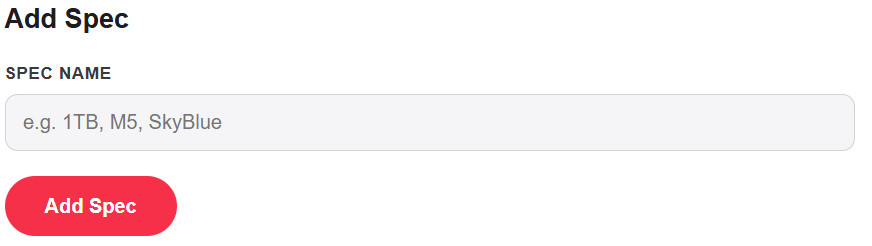 Add Spec
SPEC NAME
e.g. 1TB, M5, SkyBlue
Add Spec